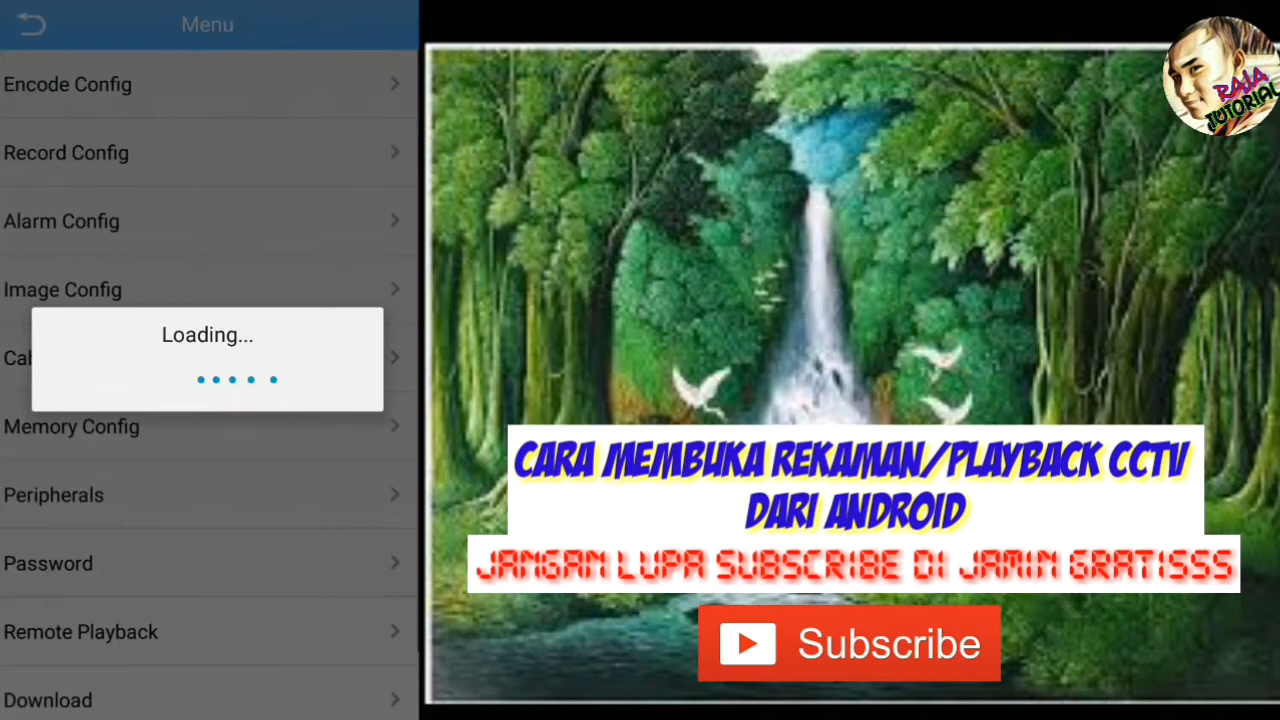 Menu
Encode Config
Record Config
Alarm Config
Image Config
Loading...
Memory Config
Peripherals
Password
Remote Playback
Download
RAJA
TUTORIAL
CARA MEMBUKA REKAMAN/PLAYBACK CCTV
DARI ANDROID
JANGAN LUPA SUBSCRIBE DI JAMIN GRATISSS
Subscribe